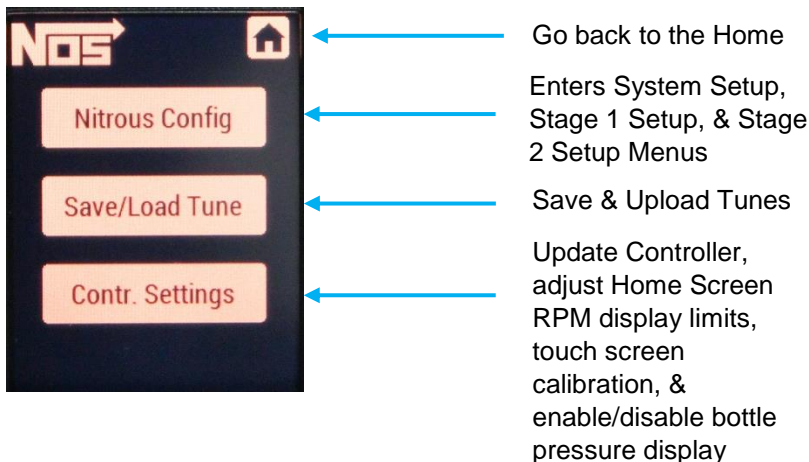 NOS
Go back to the Home
Nitrous Config
Enters System Setup,
Stage 1 Setup, & Stage
2 Setup Menus
Save/Load Tune
Save & Upload Tunes
Contr. Settings
Update Controller,
adjust Home Screen
RPM display limits,
touch screen
calibration, &
enable/disable bottle
pressure display